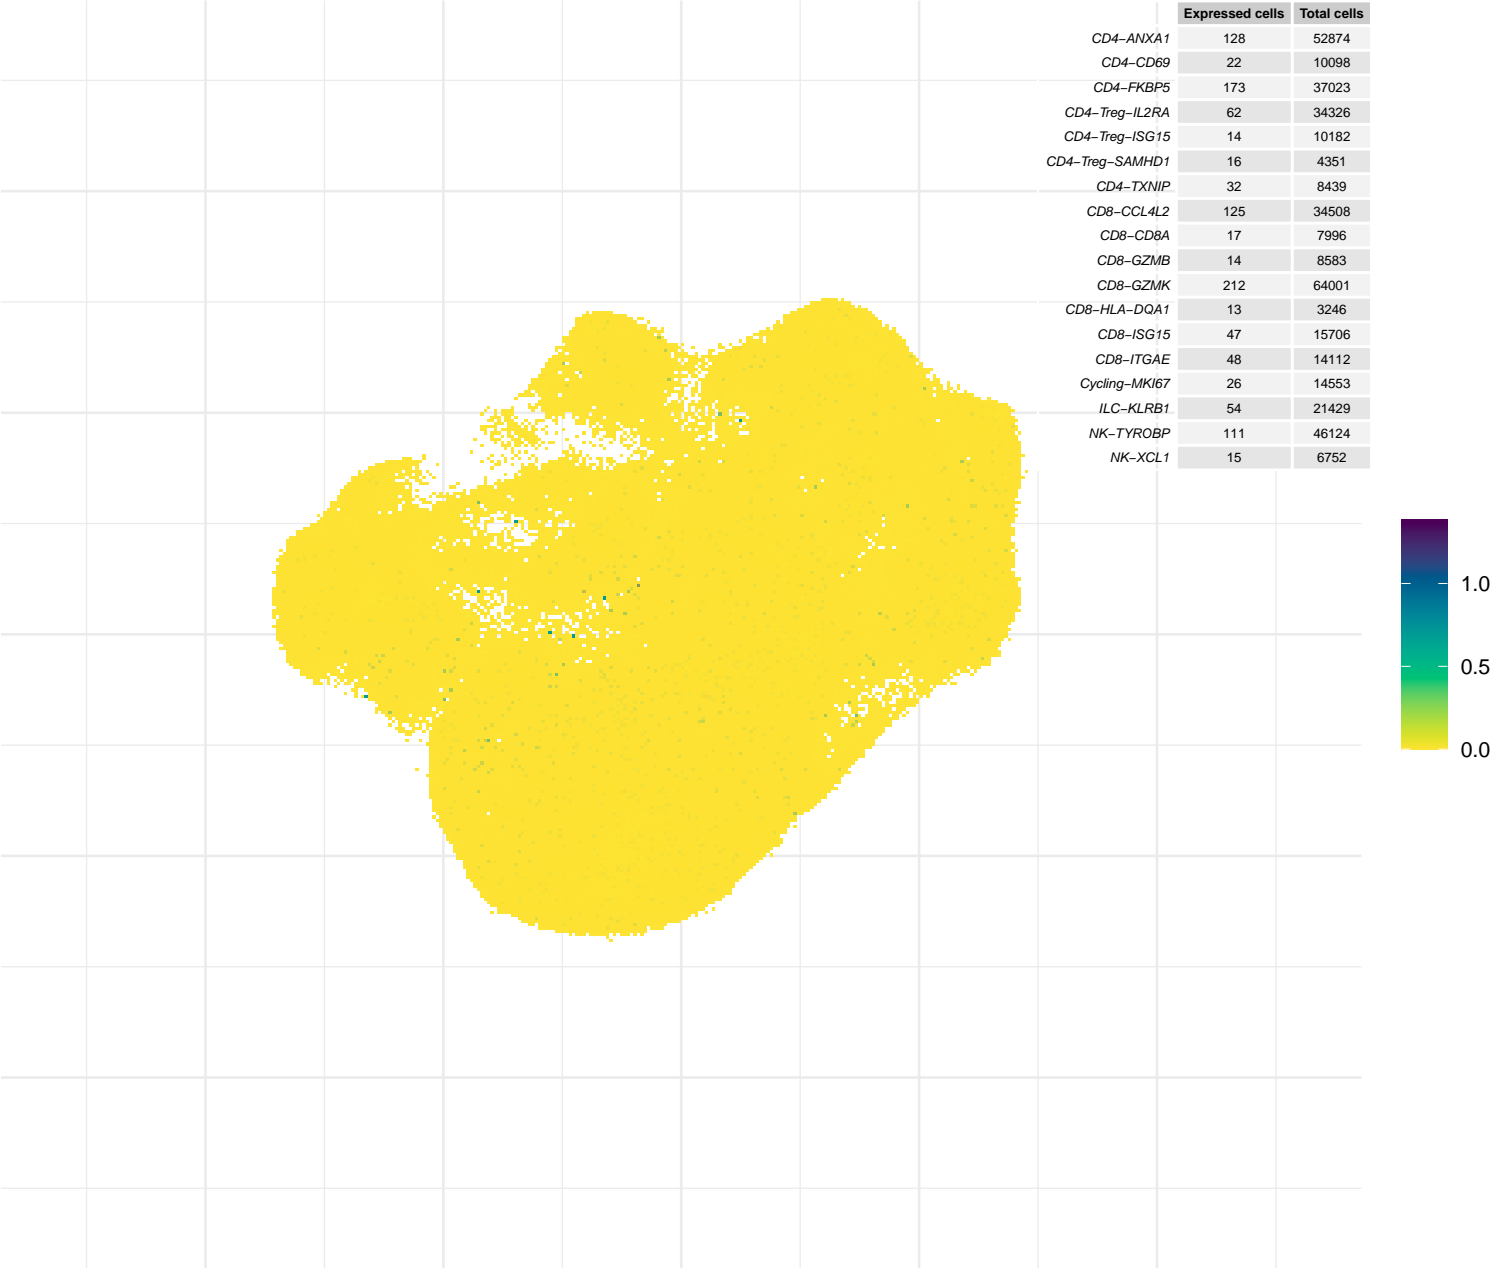 Expressed cells Total cells
CD4−ANXA1 128 52874
CD4−CD69 22 10098
CD4−FKBP5 173 37023
CD4−Treg−IL2RA 62 34326
CD4−Treg−ISG15 14 10182
CD4−Treg−SAMHD1 16 4351
CD4−TXNIP 32 8439
CD8−CCL4L2 125 34508
CD8−CD8A 17 7996
CD8−GZMB 14 8583
CD8−GZMK 212 64001
CD8−HLA−DQA1 13 3246
CD8−ISG15 47 15706
CD8−ITGAE 48 14112
Cycling−MKI67 26 14553
ILC−KLRB1 54 21429
NK−TYROBP 111 46124
NK−XCL1 15 6752
1.0
0.5
0.0